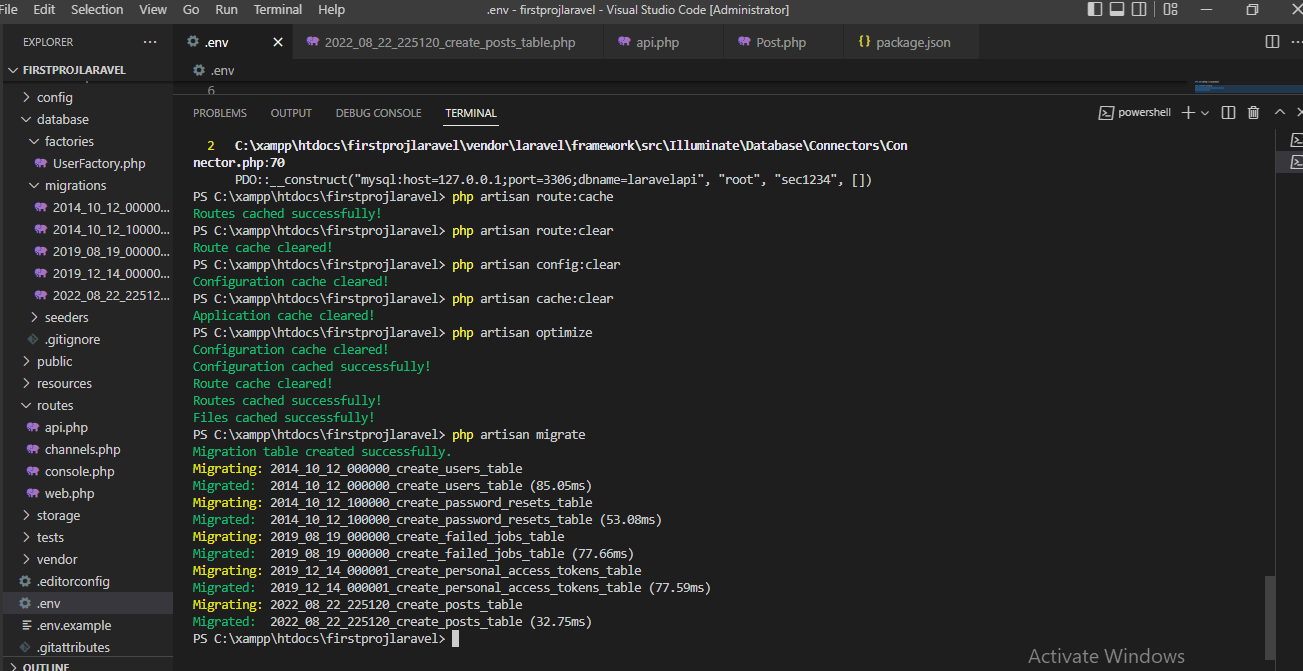 File Edit Selection View Go Run Terminal Help .env - firstprojlaravel - Visual Studio Code [Administrator]
EXPLORER ...
.env 2022_08_22_225120_create_posts_table.php api.php Post.php {} package.json
FIRSTPROJLARAVEL
.env
6
config
database
factories
UserFactory.php
migrations
2014_10_12_00000...
2014_10_12_10000...
2019_08_19_00000...
2019_12_14_00000...
2022_08_22_22512...
seeders
.gitignore
public
resources
routes
api.php
channels.php
console.php
web.php
storage
tests
vendor
.editorconfig
.env
.env.example
.gitattributes
OUTLINE
PROBLEMS OUTPUT DEBUG CONSOLE TERMINAL powershell
2 C:\xampp\htdocs\firstprojlaravel\vendor\laravel\framework\src\Illuminate\Database\Connectors\Con
nector.php:70
PDO::__construct("mysql:host=127.0.0.1;port=3306;dbname=laravelapi", "root", "sec1234", [])
PS C:\xampp\htdocs\firstprojlaravel> php artisan route:cache
Routes cached successfully!
PS C:\xampp\htdocs\firstprojlaravel> php artisan route:clear
Route cache cleared!
PS C:\xampp\htdocs\firstprojlaravel> php artisan config:clear
Configuration cache cleared!
PS C:\xampp\htdocs\firstprojlaravel> php artisan cache:clear
Application cache cleared!
PS C:\xampp\htdocs\firstprojlaravel> php artisan optimize
Configuration cache cleared!
Configuration cached successfully!
Route cache cleared!
Routes cached successfully!
Files cached successfully!
PS C:\xampp\htdocs\firstprojlaravel> php artisan migrate
Migration table created successfully.
Migrating: 2014_10_12_000000_create_users_table
Migrated: 2014_10_12_000000_create_users_table (85.05ms)
Migrating: 2014_10_12_100000_create_password_resets_table
Migrated: 2014_10_12_100000_create_password_resets_table (53.08ms)
Migrating: 2019_08_19_000000_create_failed_jobs_table
Migrated: 2019_08_19_000000_create_failed_jobs_table (77.66ms)
Migrating: 2019_12_14_000001_create_personal_access_tokens_table
Migrated: 2019_12_14_000001_create_personal_access_tokens_table (77.59ms)
Migrating: 2022_08_22_225120_create_posts_table
Migrated: 2022_08_22_225120_create_posts_table (32.75ms)
PS C:\xampp\htdocs\firstprojlaravel>
Activate Windows